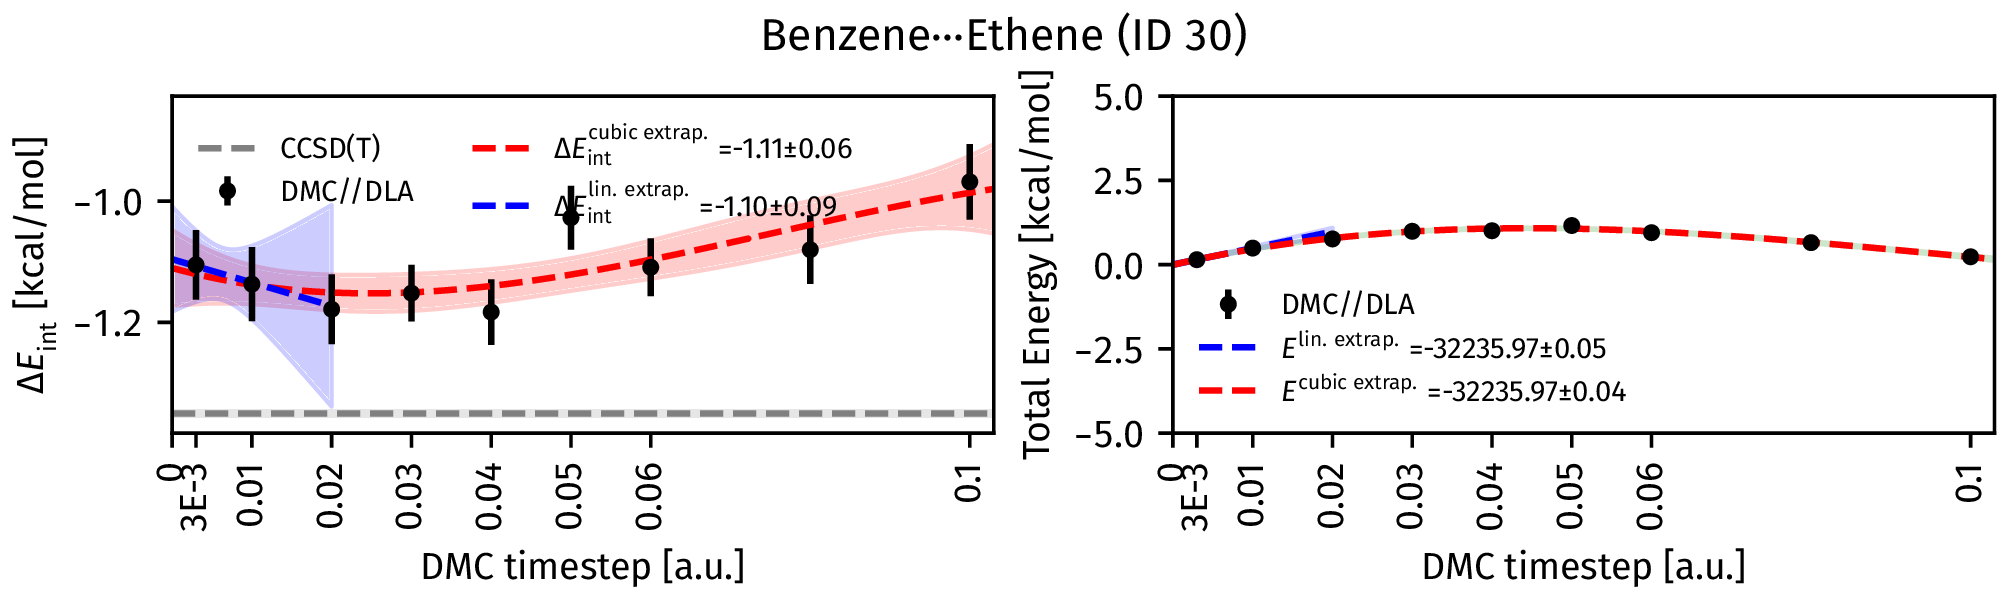 Benzene···Ethene (ID 30)
ΔE_int [kcal/mol]
−1.0
−1.2
CCSD(T)
DMC//DLA
ΔE_int^cubic extrap. =-1.11±0.06
ΔE_int^lin. extrap. =-1.10±0.09
0
3E-3
0.01
0.02
0.03
0.04
0.05
0.06
0.1
DMC timestep [a.u.]
Total Energy [kcal/mol]
5.0
2.5
0.0
−2.5
−5.0
DMC//DLA
E^lin. extrap. =-32235.97±0.05
E^cubic extrap. =-32235.97±0.04
0
3E-3
0.01
0.02
0.03
0.04
0.05
0.06
0.1
DMC timestep [a.u.]